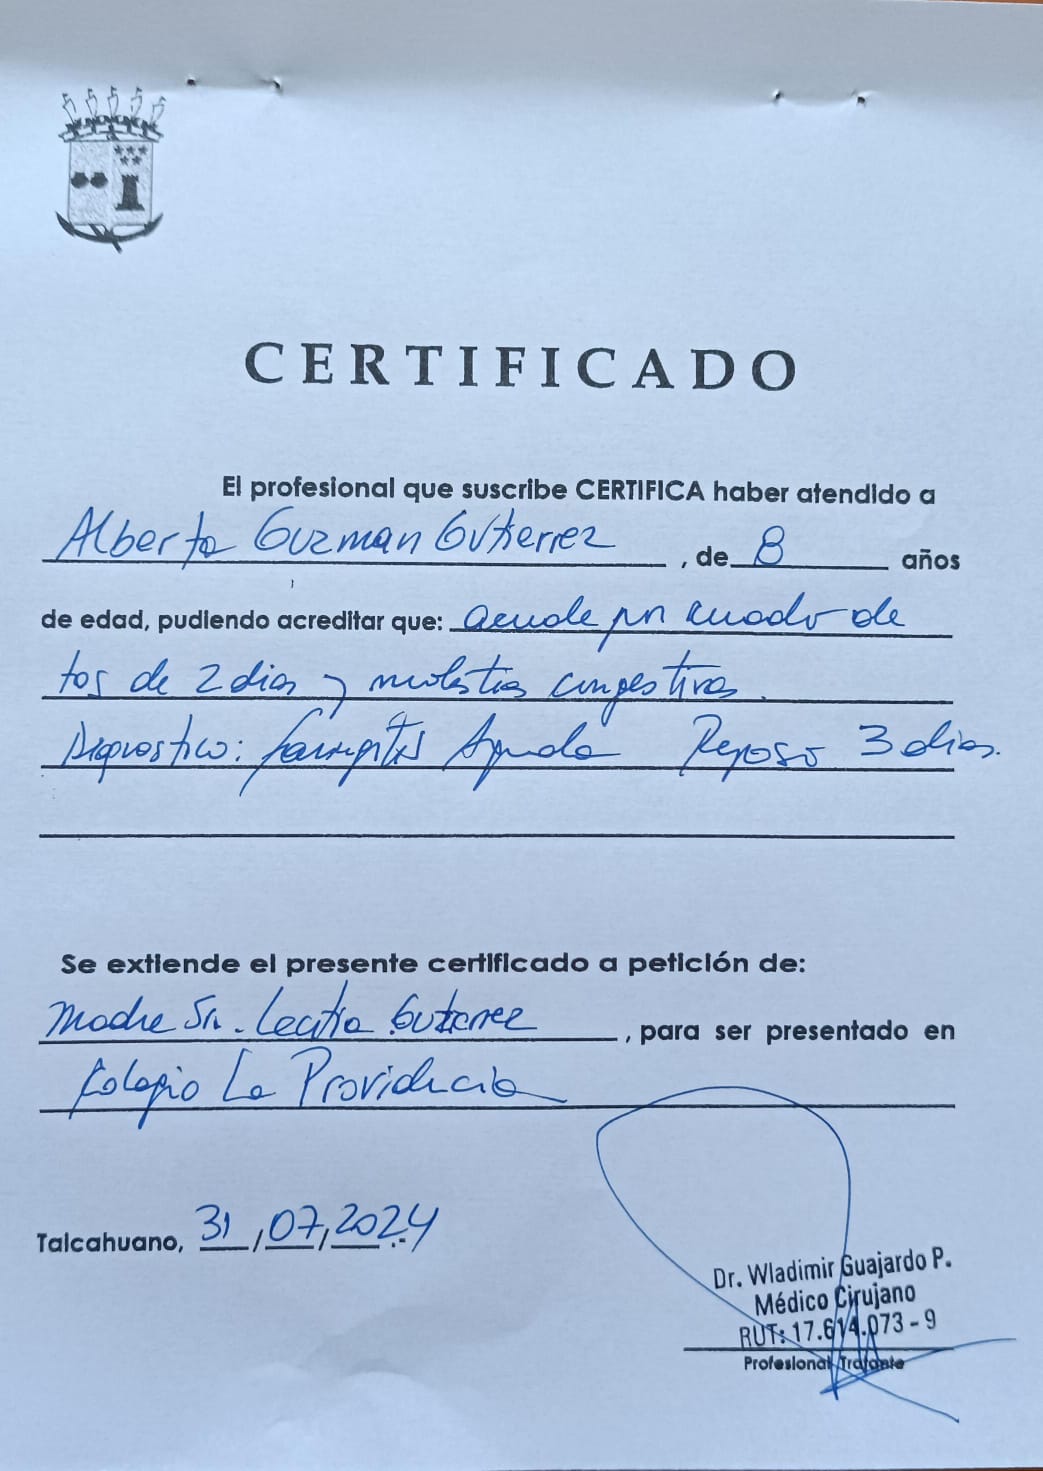 CERTIFICADO
El profesional que suscribe CERTIFICA haber atendido a
Alberto Guzman Gutierrez , de 8 años
de edad, pudiendo acreditar que: acude por cuadro de
tos de 2 dias y molestias congestivas.
Diagnostico: Faringitis Aguda Reposo 3 dias.
Se extiende el presente certificado a petición de:
Madre Sra. Gutierrez , para ser presentado en
Colegio La Providencia
Talcahuano, 31/07/2024
Dr. Wladimir Guajardo P.
Médico Cirujano
RUT: 17.614.073-9
Profesional Tratante